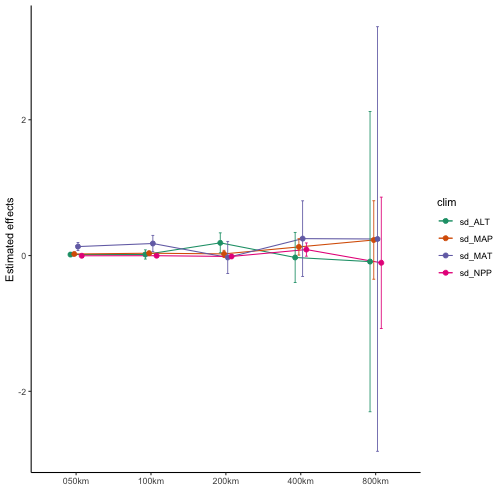 Estimated effects
2
0
-2
050km 100km 200km 400km 800km
clim
sd_ALT
sd_MAP
sd_MAT
sd_NPP